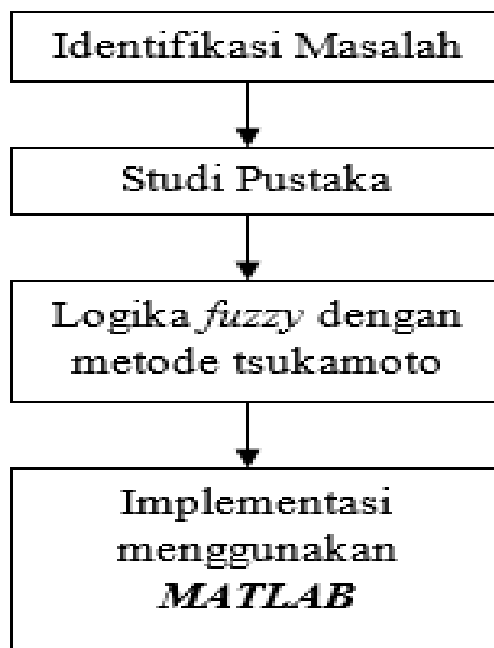 Identifikasi Masalah
Studi Pustaka
Logika fuzzy dengan
metode tsukamoto
Implementasi
menggunakan
MATLAB